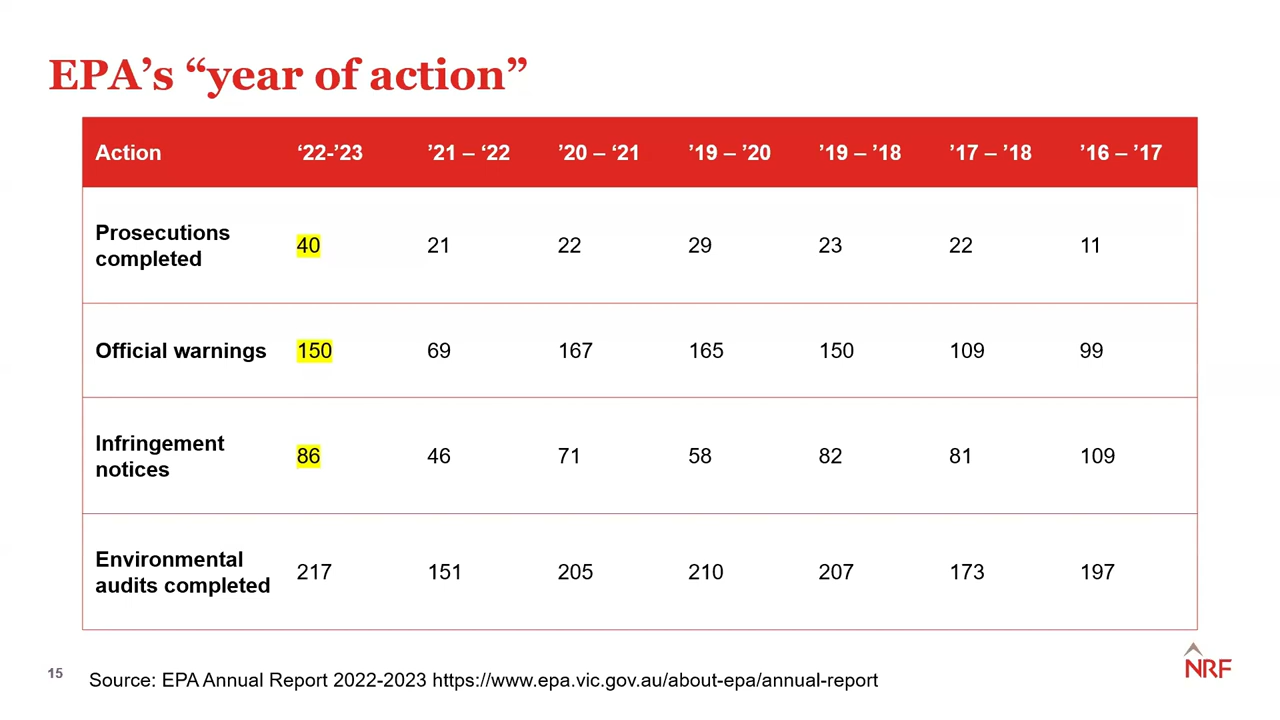 EPA’s “year of action”
Action ‘22-’23 ’21 – ‘22 ’20 – ‘21 ’19 – ’20 ’19 – ’18 ’17 – ’18 ’16 – ’17
Prosecutions
completed 40 21 22 29 23 22 11
Official warnings 150 69 167 165 150 109 99
Infringement
notices 86 46 71 58 82 81 109
Environmental
audits completed 217 151 205 210 207 173 197
15 Source: EPA Annual Report 2022-2023 https://www.epa.vic.gov.au/about-epa/annual-report
NRF